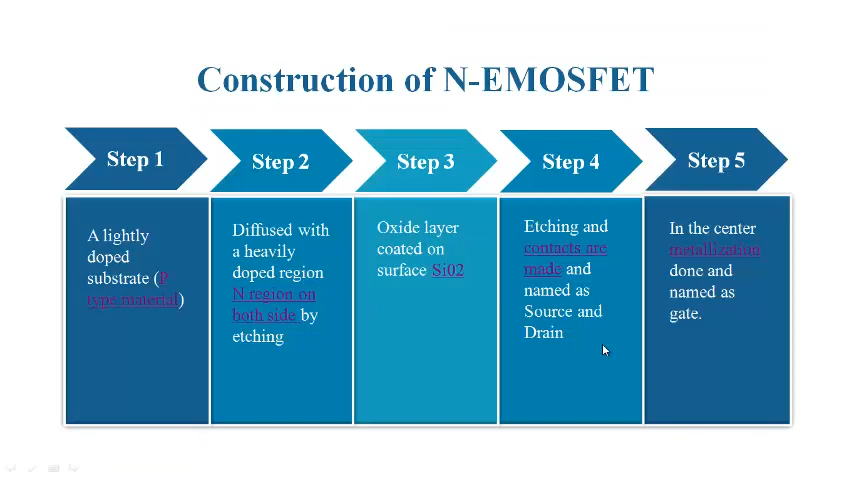 Construction of N-EMOSFET
Step 1
A lightly
doped
substrate (P
type material)
Step 2
Diffused with
a heavily
doped region
N region on
both side by
etching
Step 3
Oxide layer
coated on
surface Si02
Step 4
Etching and
contacts are
made and
named as
Source and
Drain
Step 5
In the center
metallization
done and
named as
gate.